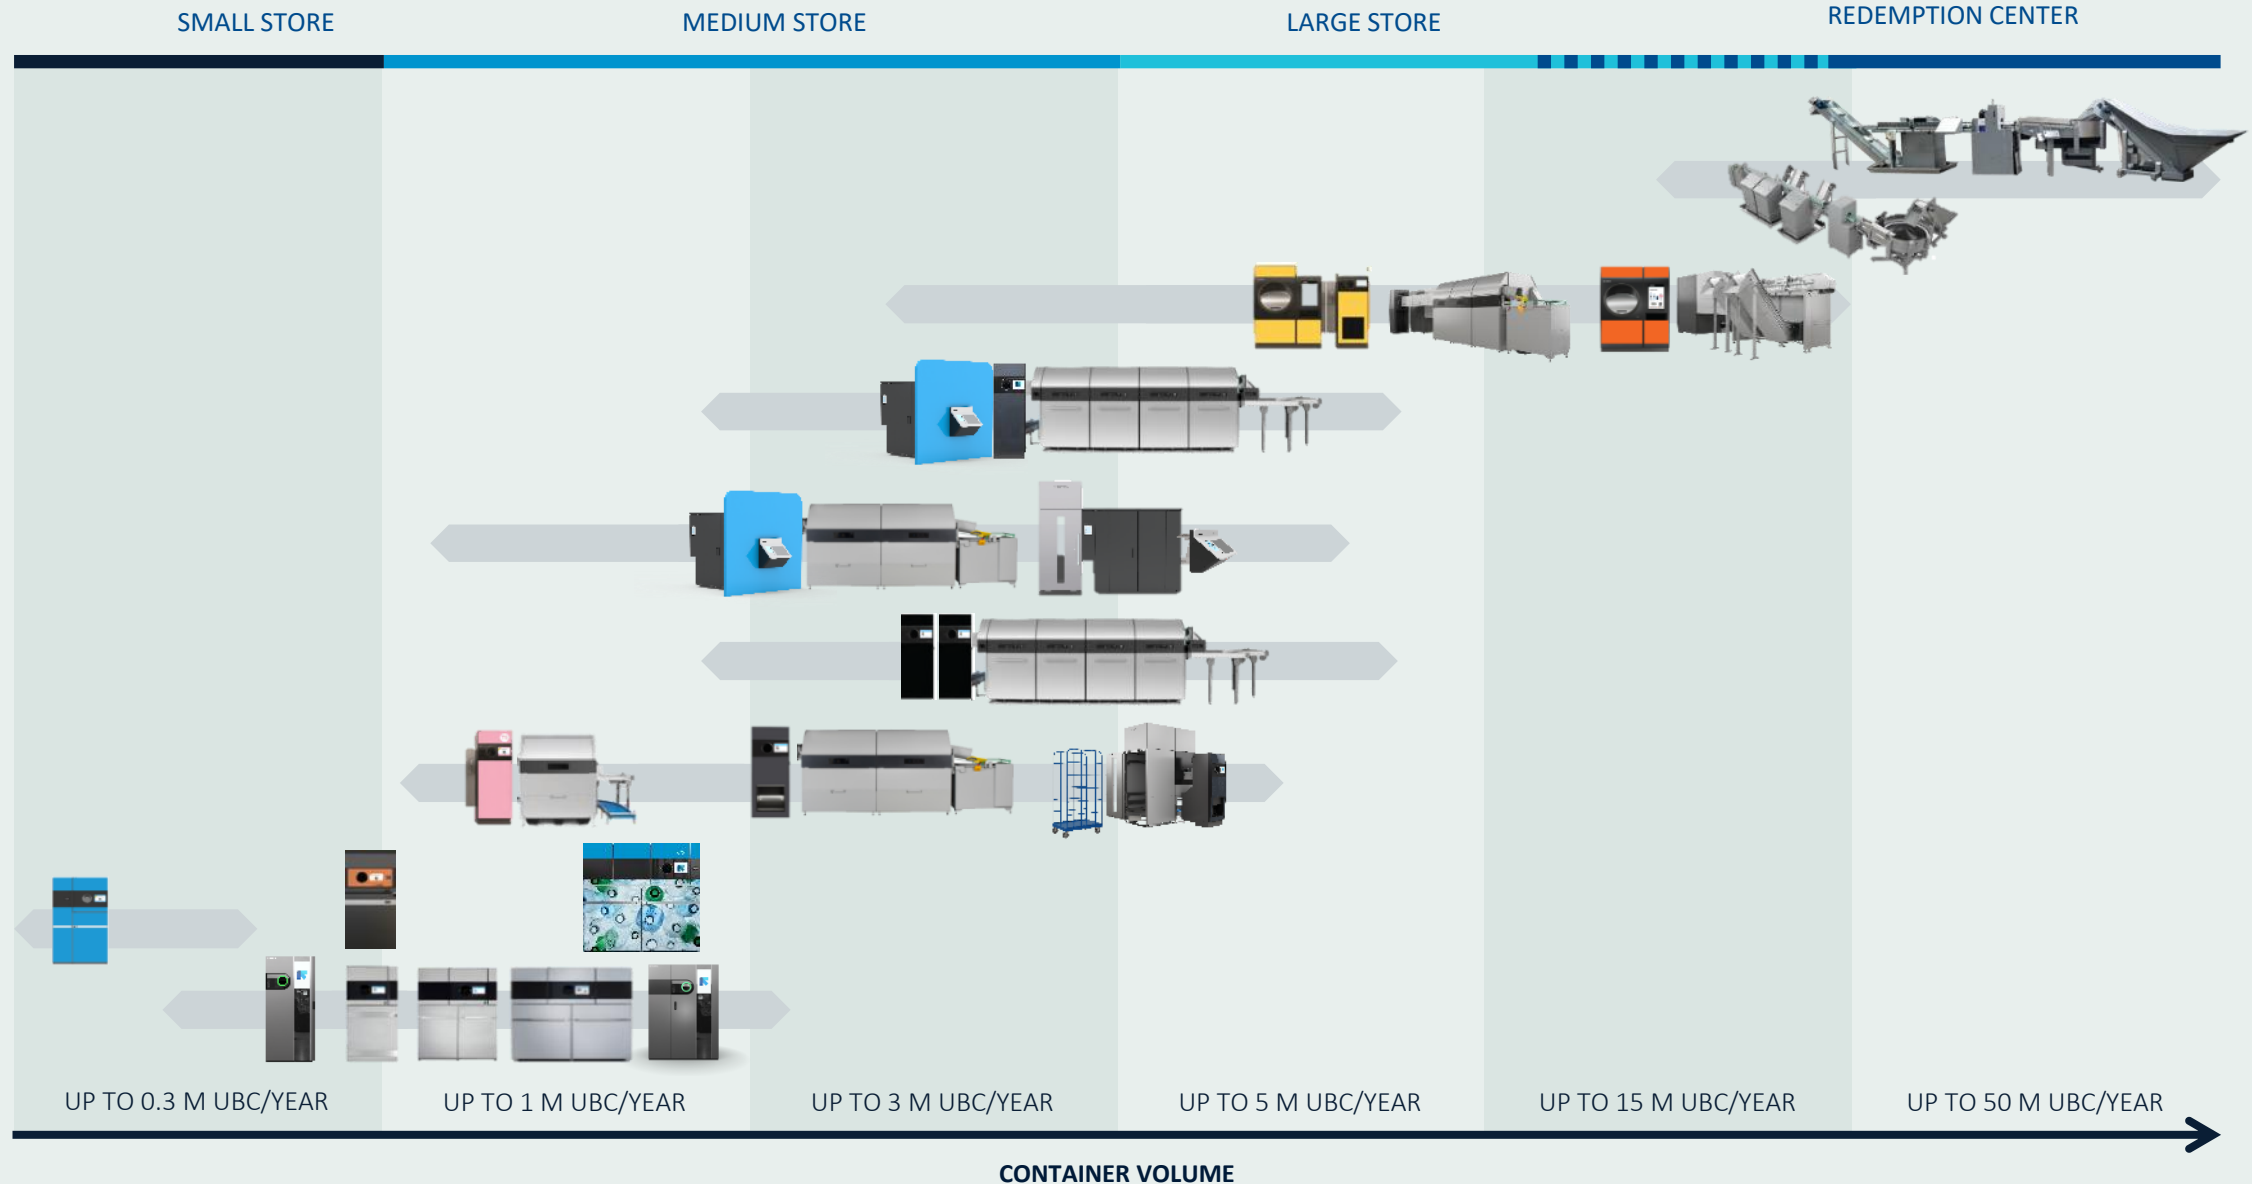 SMALL STORE
MEDIUM STORE
LARGE STORE
REDEMPTION CENTER
UP TO 0.3 M UBC/YEAR
UP TO 1 M UBC/YEAR
UP TO 3 M UBC/YEAR
UP TO 5 M UBC/YEAR
UP TO 15 M UBC/YEAR
UP TO 50 M UBC/YEAR
CONTAINER VOLUME